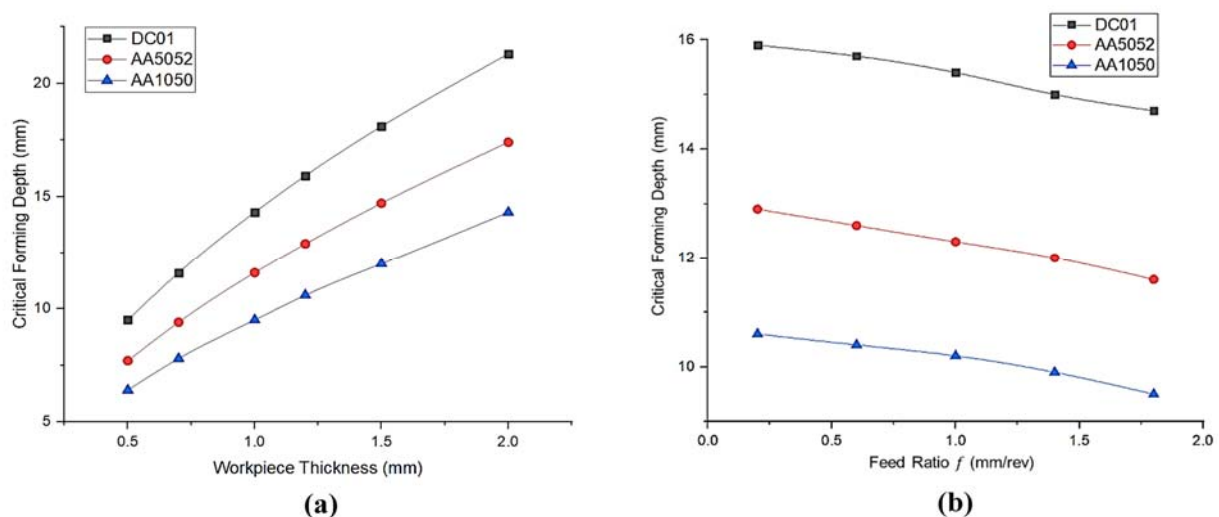 DC01
AA5052
AA1050
Critical Forming Depth (mm)
20
15
10
5
0.5
1.0
1.5
2.0
Workpiece Thickness (mm)
(a)
DC01
AA5052
AA1050
Critical Forming Depth (mm)
16
14
12
10
0.0
0.5
1.0
1.5
2.0
Feed Ratio f (mm/rev)
(b)